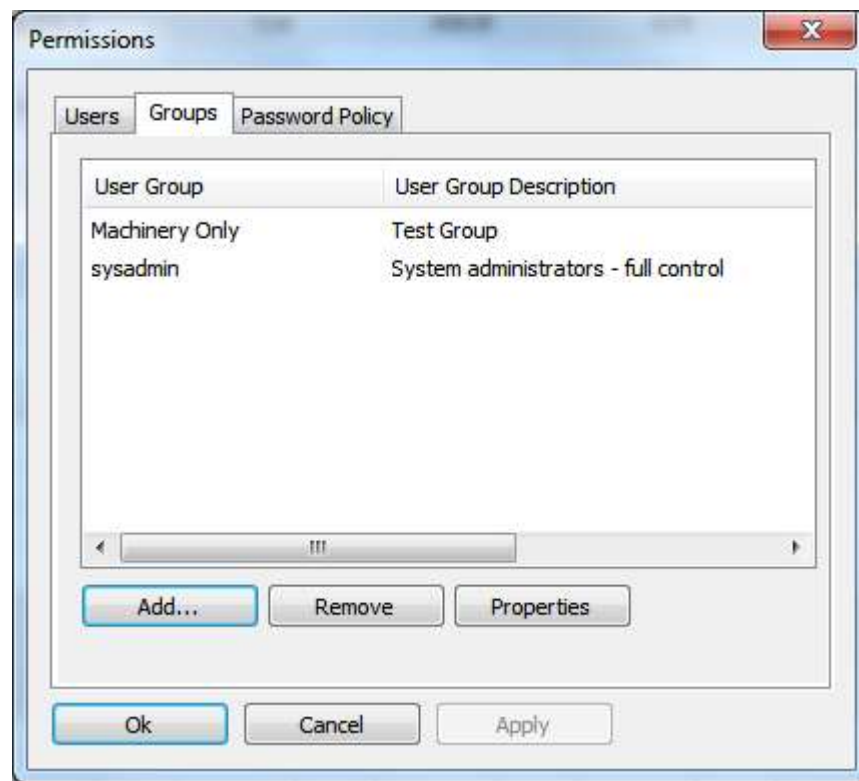 Permissions
Users Groups Password Policy
User Group User Group Description
Machinery Only Test Group
sysadmin System administrators - full control
Add... Remove Properties
Ok Cancel Apply